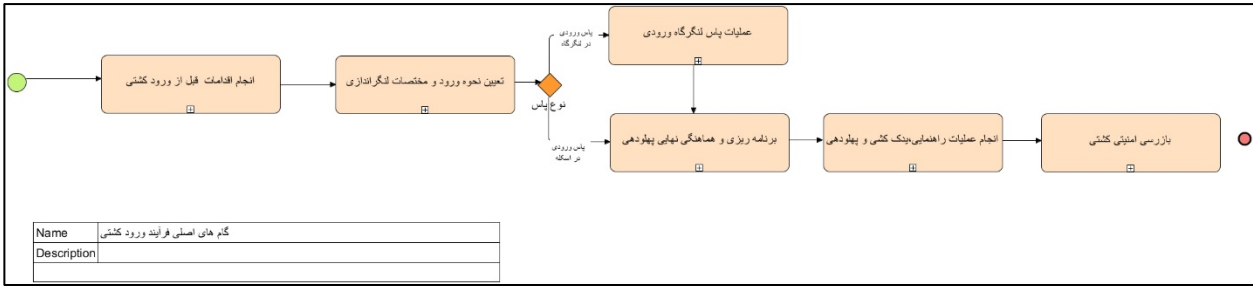 انجام اقدامات قبل از ورود کشتی
تعیین نحوه ورود و مختصات لنگراندازی
نوع پاس
پاس ورودی
در لنگرگاه
عملیات پاس لنگرگاه ورودی
پاس ورودی
در اسکله
برنامه ریزی و هماهنگی نهایی پهلودهی
انجام عملیات راهنمایی،یدک کشی و پهلودهی
بازرسی امنیتی کشتی
Name گام های اصلی فرآیند ورود کشتی
Description